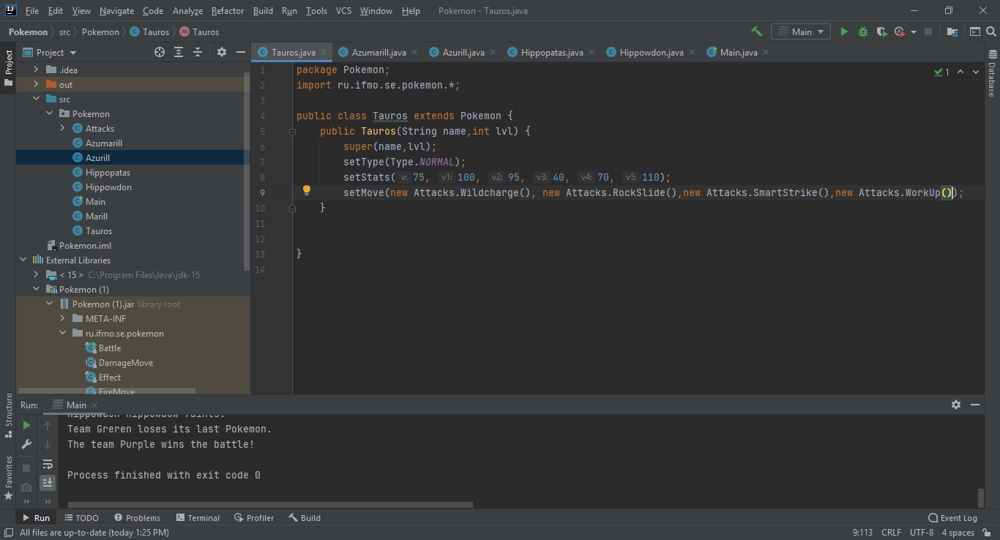 File Edit View Navigate Code Analyze Refactor Build Run Tools VCS Window Help Pokemon - Tauros.java
Pokemon src Pokemon Tauros Tauros Main
Project
Tauros.java Azumarill.java Azurill.java Hippopatas.java Hippowdon.java Main.java
.idea
out
src
Pokemon
Attacks
Azumarill
Azurill
Hippopatas
Hippowdon
Main
Marill
Tauros
Pokemon.iml
External Libraries
< 15 > C:\Program Files\Java\jdk-15
Pokemon (1)
Pokemon (1).jar library root
META-INF
ru.ifmo.se.pokemon
Battle
DamageMove
Effect
FireMove
1 package Pokemon;
2 import ru.ifmo.se.pokemon.*;
3
4 public class Tauros extends Pokemon {
5 public Tauros(String name,int lvl) {
6 super(name,lvl);
7 setType(Type.NORMAL);
8 setStats( v: 75, v1: 100, v2: 95, v3: 40, v4: 70, v5: 110);
9 setMove(new Attacks.Wildcharge(), new Attacks.RockSlide(),new Attacks.SmartStrike(),new Attacks.WorkUp());
10 }
11
12
13 }
14
1
Project
Structure
Favorites
Database
Run: Main
Hippowdon Hippowdow faints.
Team Greren loses its last Pokemon.
The team Purple wins the battle!
Process finished with exit code 0
Run TODO Problems Terminal Profiler Build Event Log
All files are up-to-date (today 1:25 PM) 9:113 CRLF UTF-8 4 spaces